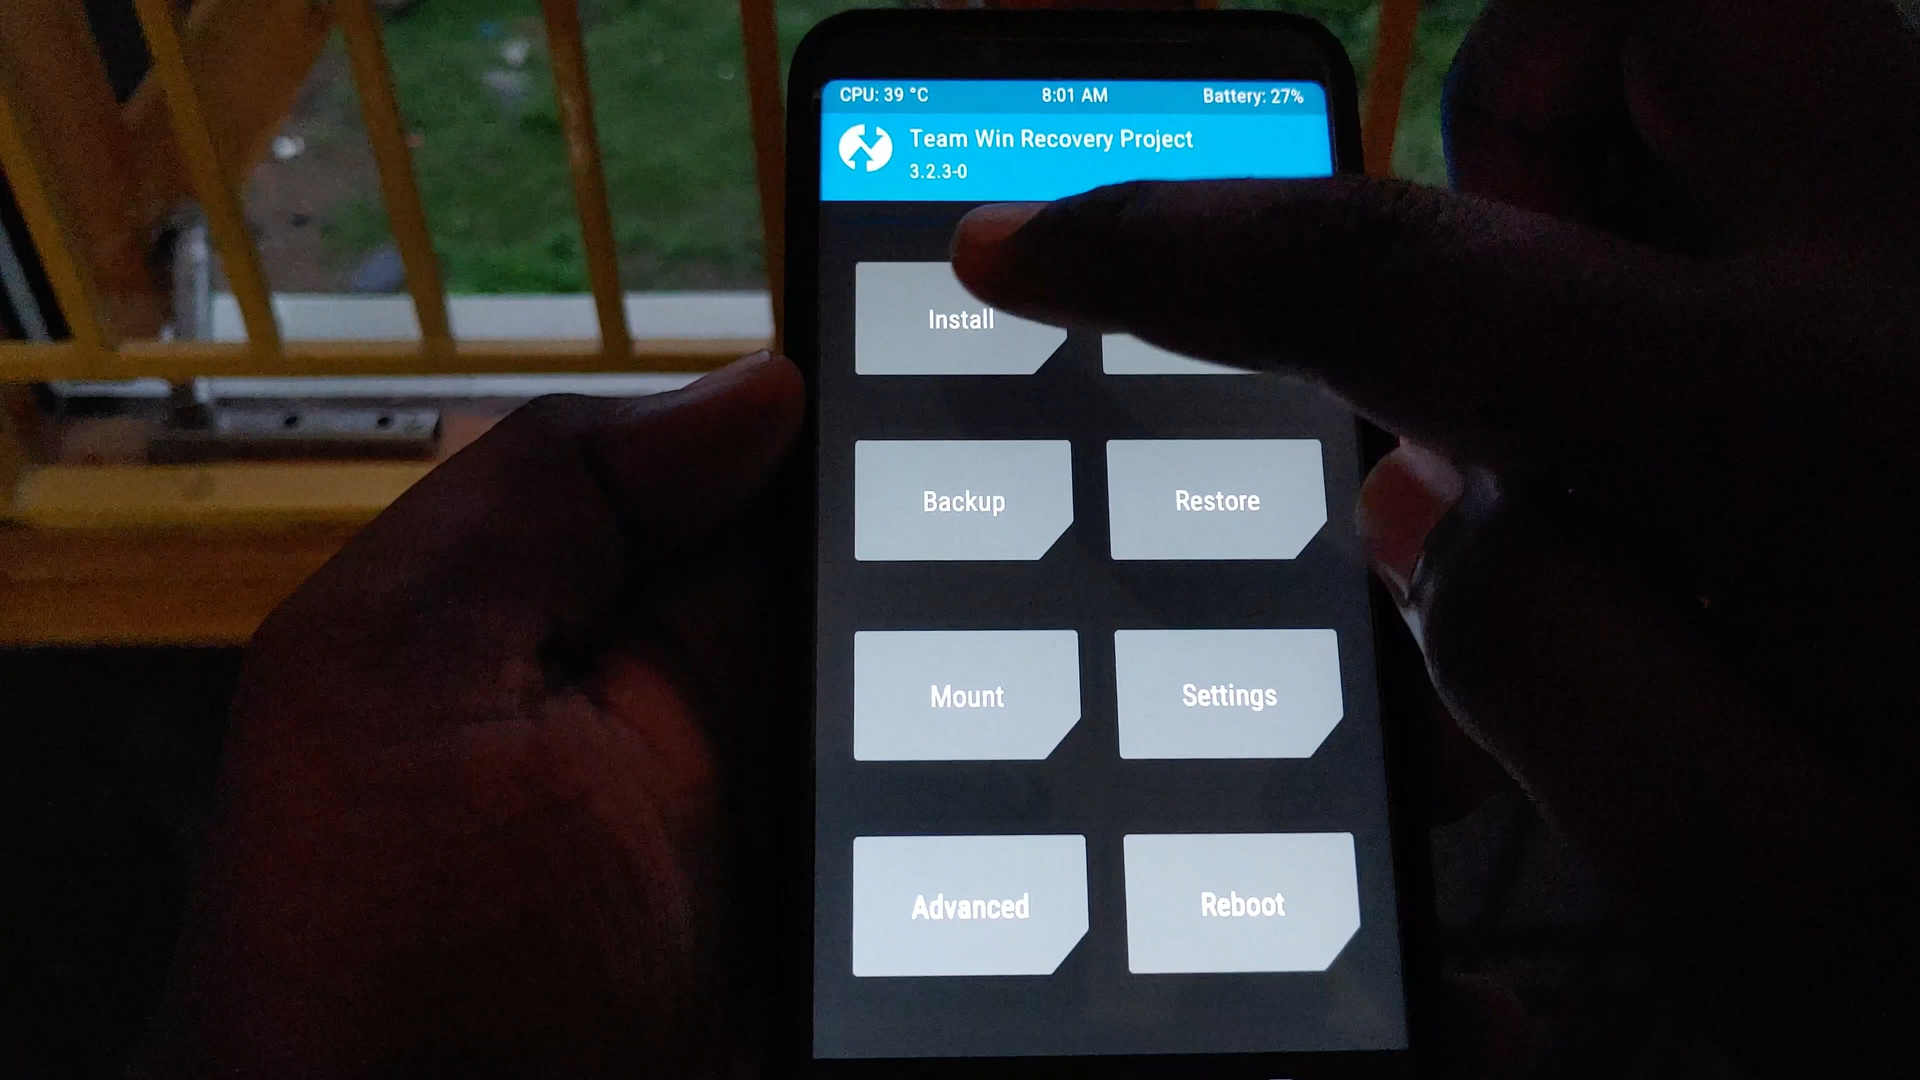 CPU: 39 °C 8:01 AM Battery: 27%
Team Win Recovery Project
3.2.3-0
Install
Backup Restore
Mount Settings
Advanced Reboot